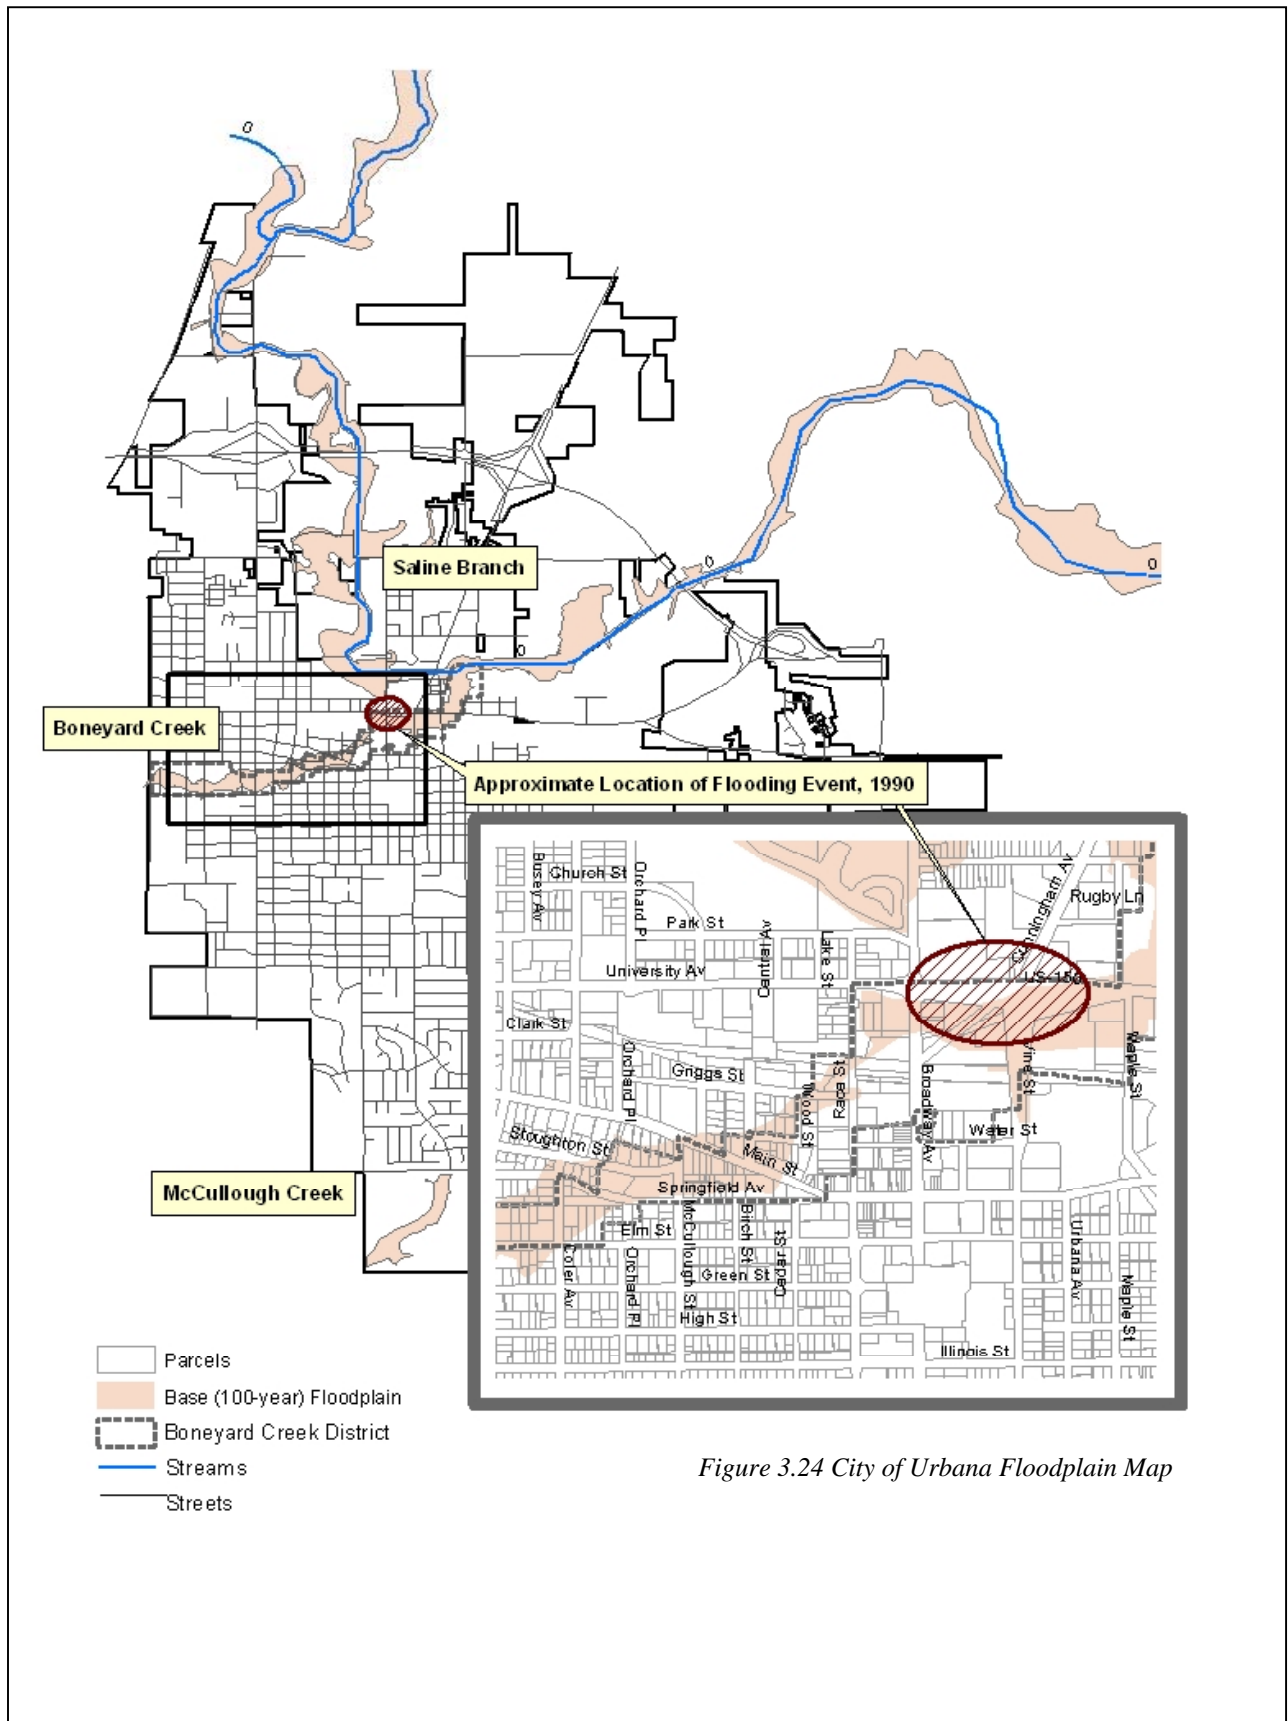 0
Saline Branch
0
0
0
Boneyard Creek
Approximate Location of Flooding Event, 1990
Busey Av
Church St
Orchard Pl
Park St
Central Av
Lake St
Cunningham Av
Rugby Ln
University Av
US-150
Clark St
Orchard Pl
Griggs St
Wood St
Race St
Broadway Av
Vine St
Maple St
Stoughton St
Main St
Water St
Springfield Av
Elm St
McCullough St
Birch St
Cedar St
Coler Av
Orchard Pl
Green St
High St
Urbana Av
Maple St
Illinois St
McCullough Creek
Parcels
Base (100-year) Floodplain
Boneyard Creek District
Streams
Streets
Figure 3.24 City of Urbana Floodplain Map